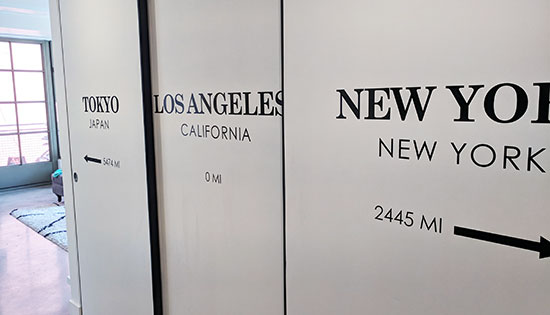 TOKYO
JAPAN
5474 MI
LOS ANGELES
CALIFORNIA
0 MI
NEW YOR
NEW YORK
2445 MI